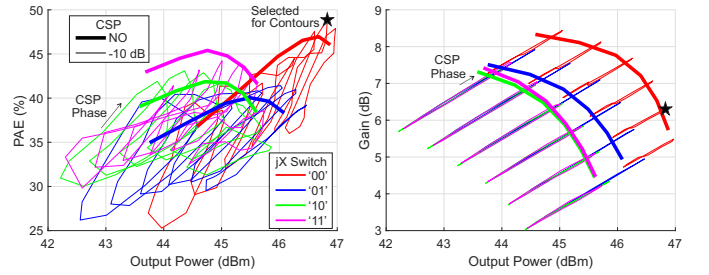 CSP
NO
-10 dB
Selected
for Contours
CSP
Phase
jX Switch
'00'
'01'
'10'
'11'
PAE (%)
50
45
40
35
30
25
42
43
44
45
46
47
Output Power (dBm)
CSP
Phase
Gain (dB)
9
8
7
6
5
4
3
42
43
44
45
46
47
Output Power (dBm)